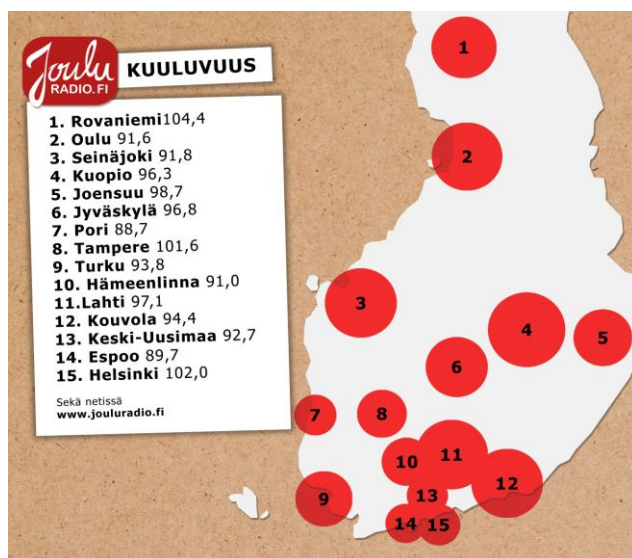 Joulu
RADIO.FI
KUULUVUUS
1. Rovaniemi104,4
2. Oulu 91,6
3. Seinäjoki 91,8
4. Kuopio 96,3
5. Joensuu 98,7
6. Jyväskylä 96,8
7. Pori 88,7
8. Tampere 101,6
9. Turku 93,8
10. Hämeenlinna 91,0
11.Lahti 97,1
12. Kouvola 94,4
13. Keski-Uusimaa 92,7
14. Espoo 89,7
15. Helsinki 102,0
Sekä netissä
www.jouluradio.fi
1
2
3
4
5
6
7
8
11
10
12
13
9
14
15